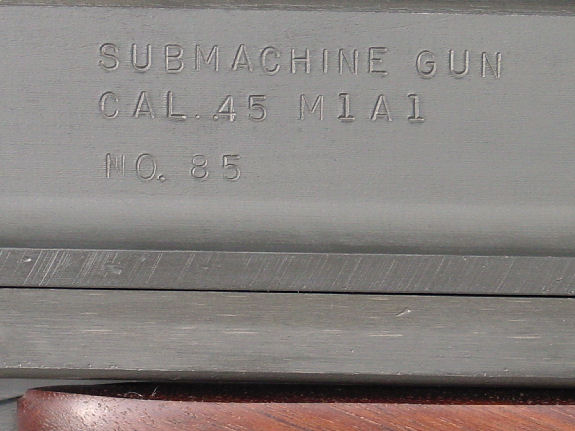 SUBMACHINE GUN
CAL. .45 M1A1
NO. 85